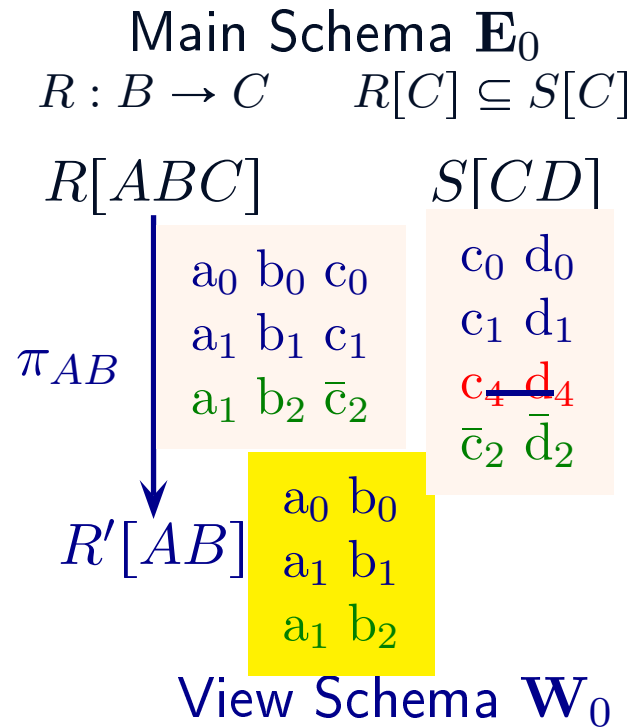 Main Schema E₀
R : B → C R[C] ⊆ S[C]
R[ABC] S[CD]
a₀ b₀ c₀
a₁ b₁ c₁
a₁ b₂ c̄₂
c₀ d₀
c₁ d₁
c₄ d₄
c̄₂ d̄₂
π_AB
R′[AB]
a₀ b₀
a₁ b₁
a₁ b₂
View Schema W₀